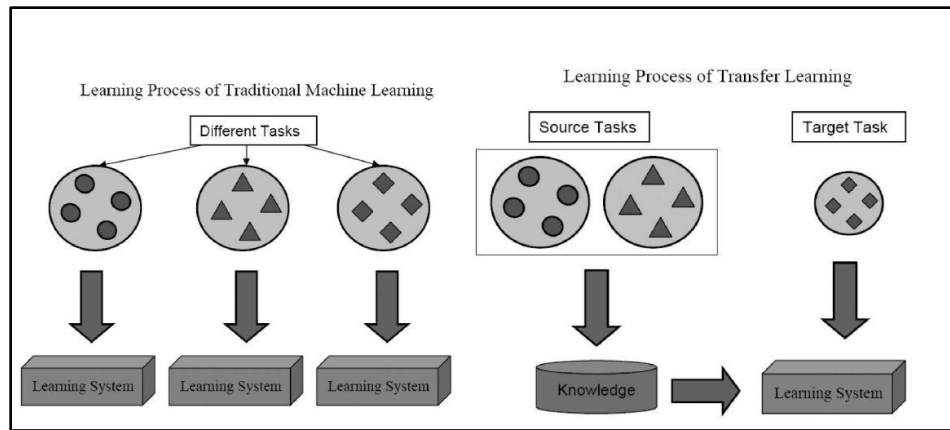 Learning Process of Traditional Machine Learning
Different Tasks
Learning System
Learning System
Learning System
Learning Process of Transfer Learning
Source Tasks
Target Task
Knowledge
Learning System